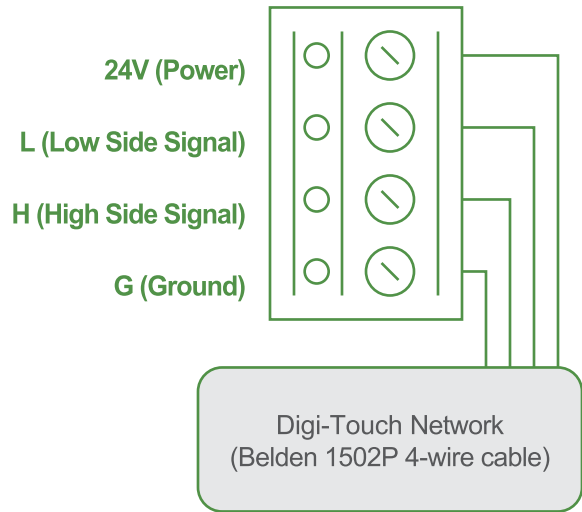 24V (Power)
L (Low Side Signal)
H (High Side Signal)
G (Ground)
Digi-Touch Network
(Belden 1502P 4-wire cable)